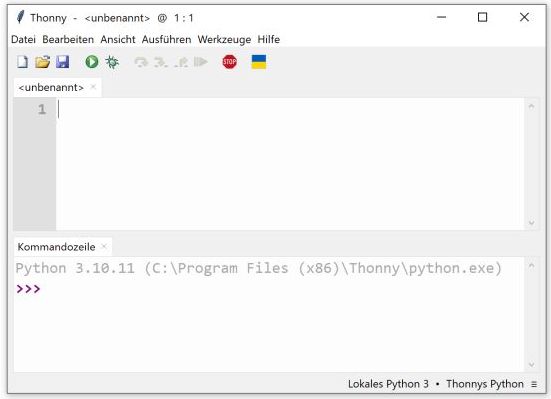 Thonny - <unbenannt> @ 1 : 1
Datei Bearbeiten Ansicht Ausführen Werkzeuge Hilfe
STOP
<unbenannt> ×
1
Kommandozeile ×
Python 3.10.11 (C:\Program Files (x86)\Thonny\python.exe)
>>>
Lokales Python 3 • Thonnys Python ≡